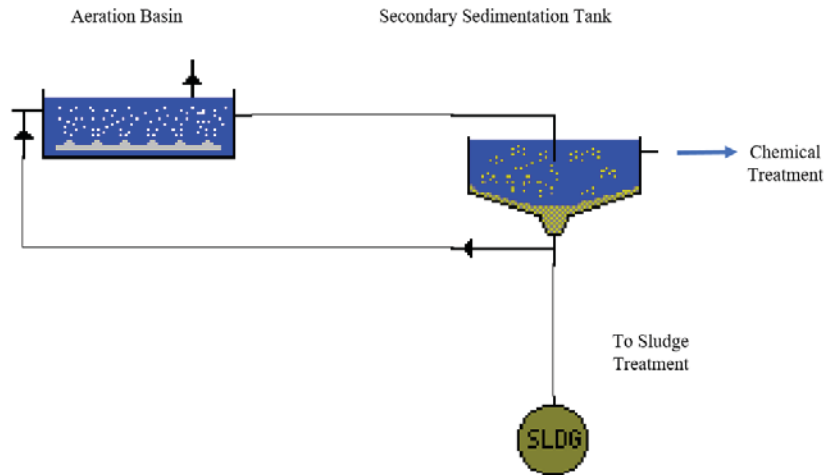 Aeration Basin
Secondary Sedimentation Tank
Chemical
Treatment
To Sludge
Treatment
SLDG